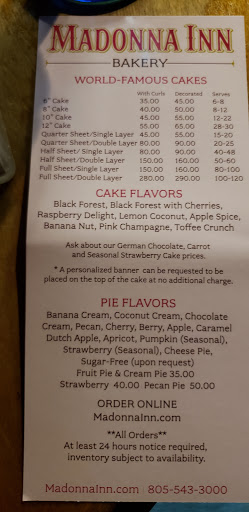 MADONNA INN
BAKERY
WORLD-FAMOUS CAKES
With Curls Decorated Serves
6" Cake 35.00 45.00 6-8
8" Cake 40.00 50.00 8-12
10" Cake 45.00 55.00 12-22
12" Cake 55.00 65.00 28-30
Quarter Sheet/Single Layer 45.00 55.00 15-20
Quarter Sheet/Double Layer 80.00 90.00 20-25
Half Sheet/Single Layer 80.00 90.00 40-48
Half Sheet/Double Layer 150.00 160.00 50-60
Full Sheet/Single Layer 150.00 160.00 80-100
Full Sheet/Double Layer 280.00 290.00 100-120
CAKE FLAVORS
Black Forest, Black Forest with Cherries,
Raspberry Delight, Lemon Coconut, Apple Spice,
Banana Nut, Pink Champagne, Toffee Crunch
Ask about our German Chocolate, Carrot
and Seasonal Strawberry Cake prices.
* A personalized banner can be requested to be
placed on the top of the cake at no additional charge.
PIE FLAVORS
Banana Cream, Coconut Cream, Chocolate
Cream, Pecan, Cherry, Berry, Apple, Caramel
Dutch Apple, Apricot, Pumpkin (Seasonal),
Strawberry (Seasonal), Cheese Pie,
Sugar-Free (upon request)
Fruit Pie & Cream Pie 35.00
Strawberry 40.00 Pecan Pie 50.00
ORDER ONLINE
MadonnaInn.com
**All Orders**
At least 24 hours notice required,
inventory subject to availability.
MadonnaInn.com | 805-543-3000